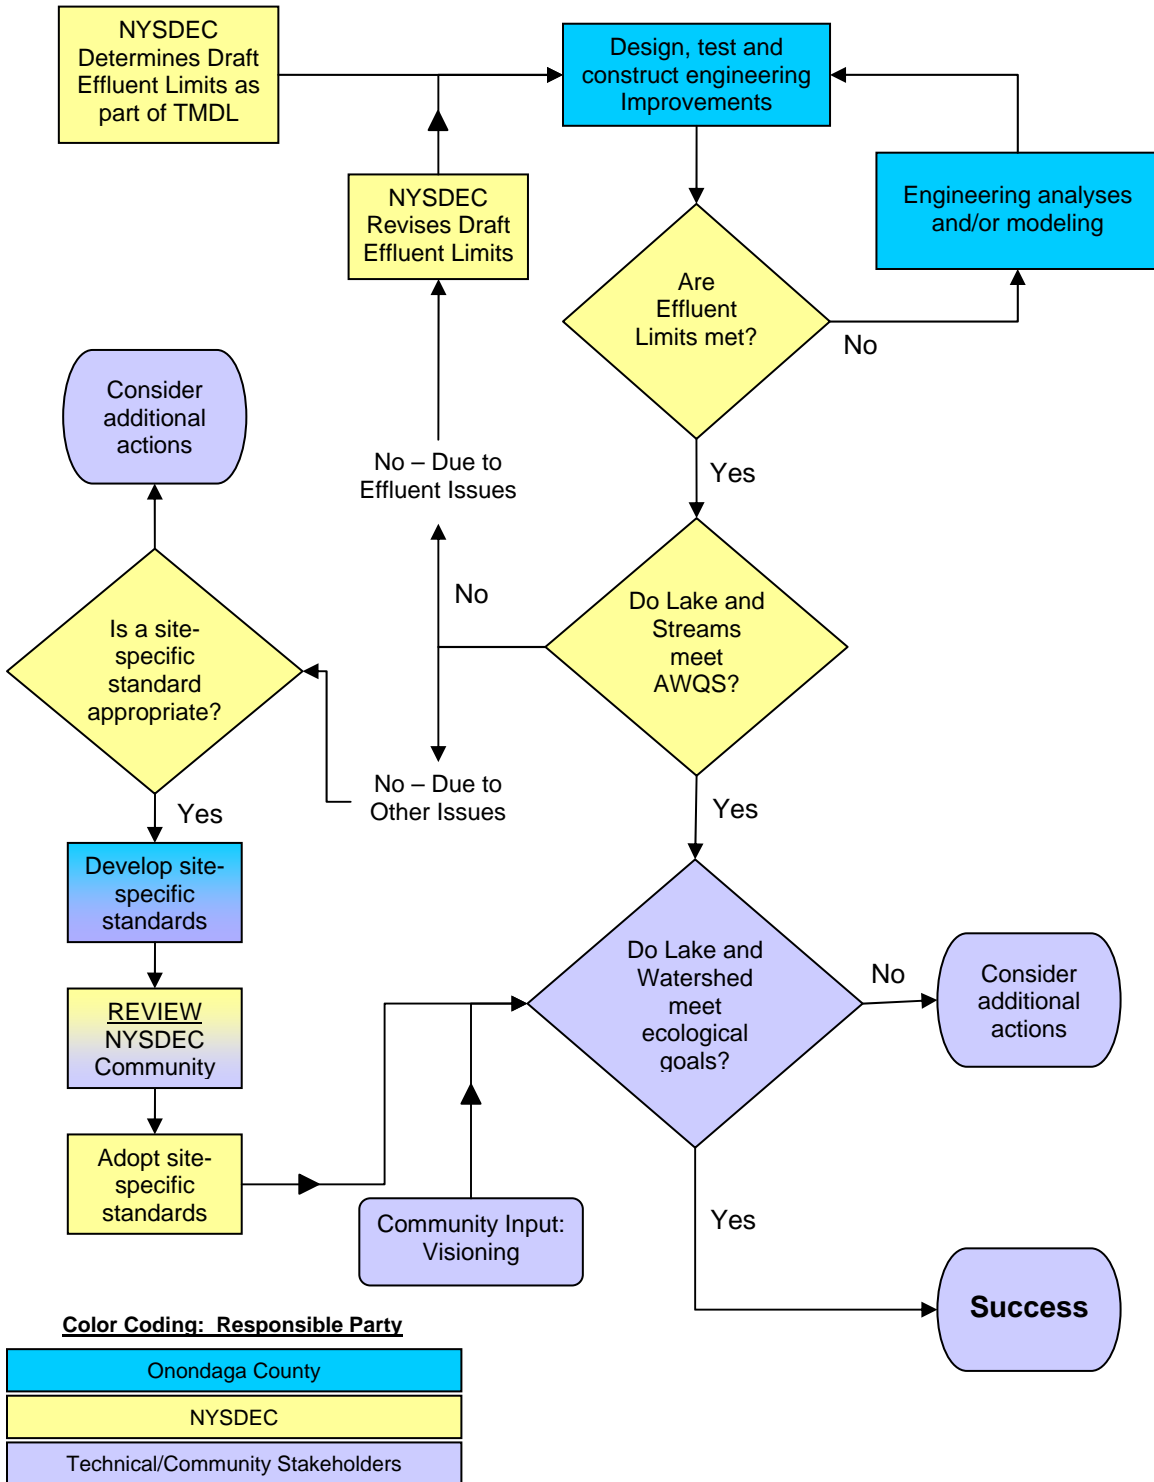 NYSDEC
Determines Draft
Effluent Limits as
part of TMDL
Design, test and
construct engineering
Improvements
NYSDEC
Revises Draft
Effluent Limits
Engineering analyses
and/or modeling
Are
Effluent
Limits met?
No
Yes
Consider
additional
actions
No – Due to
Effluent Issues
No
Do Lake and
Streams
meet
AWQS?
Is a site-
specific
standard
appropriate?
No – Due to
Other Issues
Yes
Yes
Develop site-
specific
standards
Do Lake and
Watershed
meet
ecological
goals?
No
Consider
additional
actions
REVIEW
NYSDEC
Community
Adopt site-
specific
standards
Community Input:
Visioning
Yes
Success
Color Coding: Responsible Party
Onondaga County
NYSDEC
Technical/Community Stakeholders